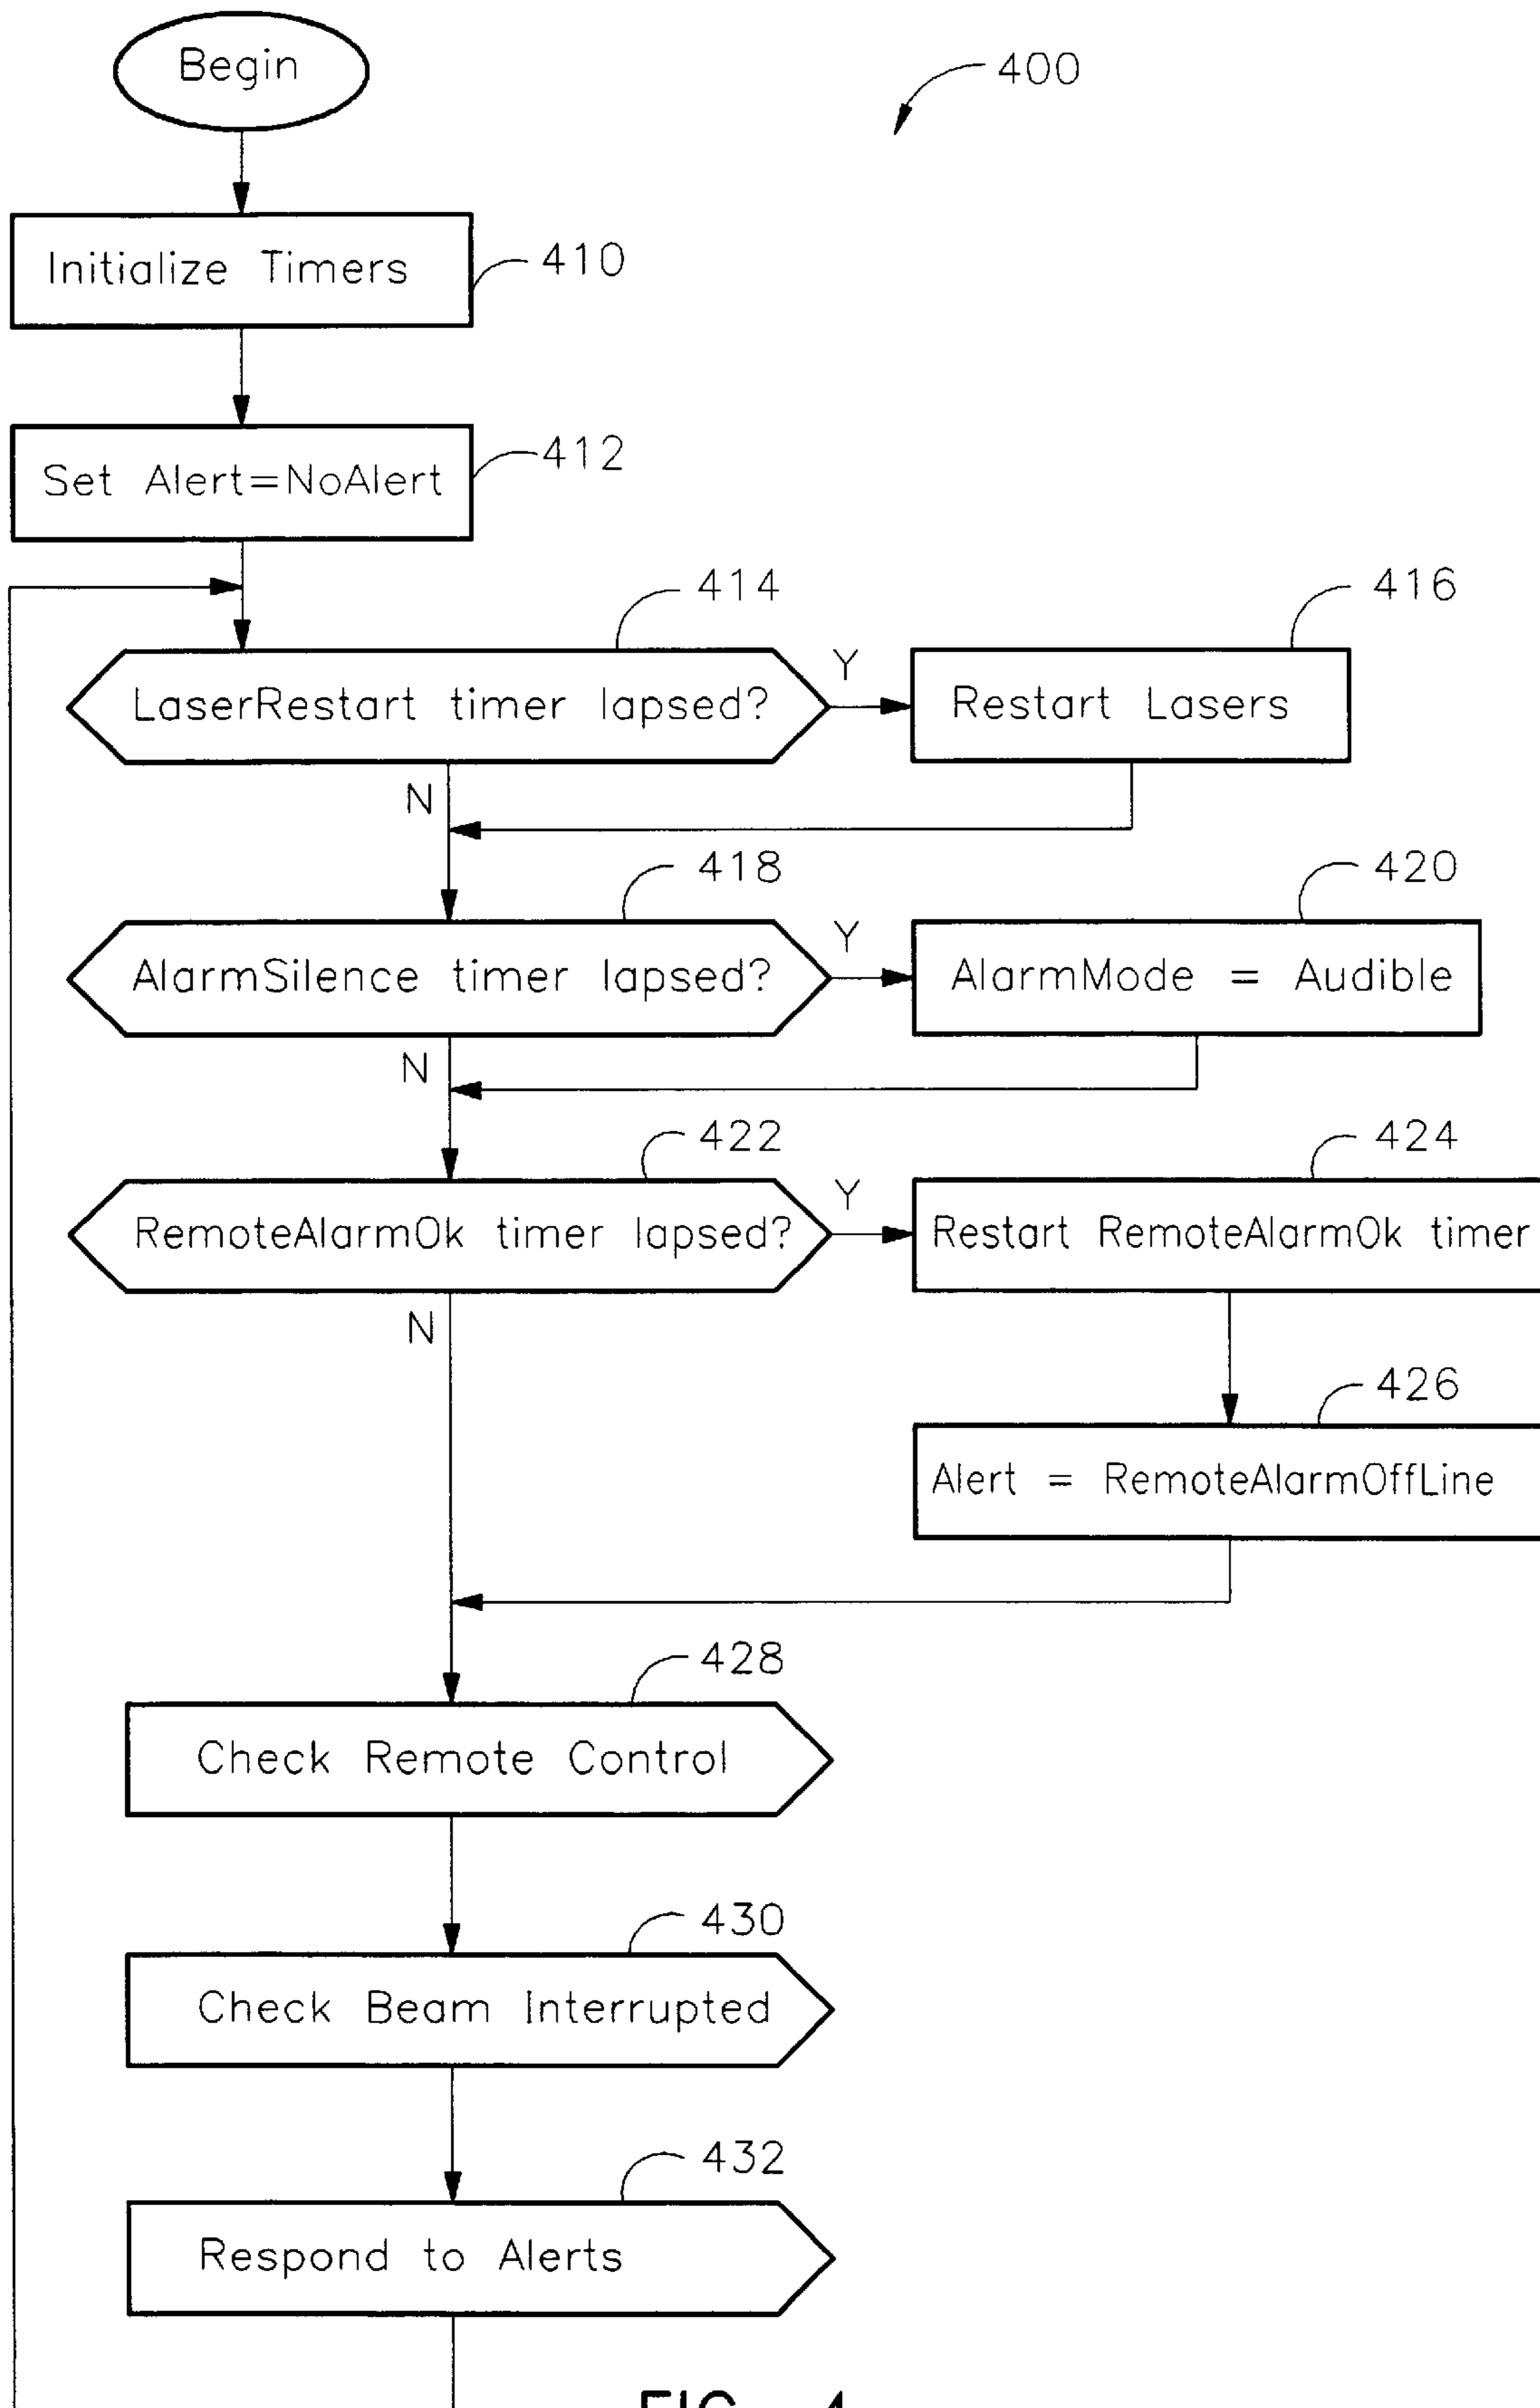 Begin
400
Initialize Timers
410
Set Alert=NoAlert
412
414
416
LaserRestart timer lapsed?
Y
Restart Lasers
N
418
420
AlarmSilence timer lapsed?
Y
AlarmMode = Audible
N
422
424
RemoteAlarmOk timer lapsed?
Y
Restart RemoteAlarmOk timer
N
426
Alert = RemoteAlarmOffLine
428
Check Remote Control
430
Check Beam Interrupted
432
Respond to Alerts
FIG. 4